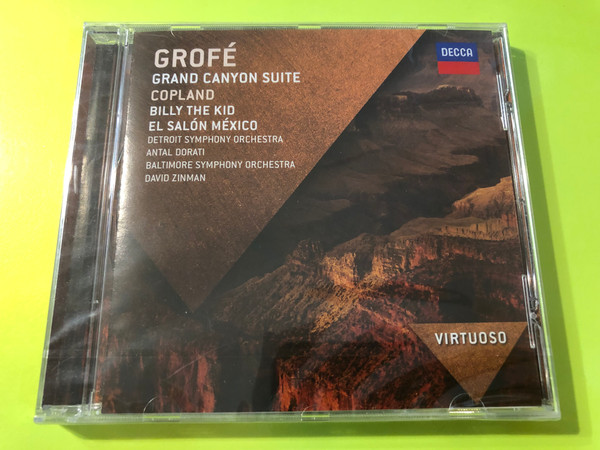 GROFÉ
GRAND CANYON SUITE
COPLAND
BILLY THE KID
EL SALÓN MÉXICO
DETROIT SYMPHONY ORCHESTRA
ANTAL DORATI
BALTIMORE SYMPHONY ORCHESTRA
DAVID ZINMAN
DECCA
VIRTUOSO